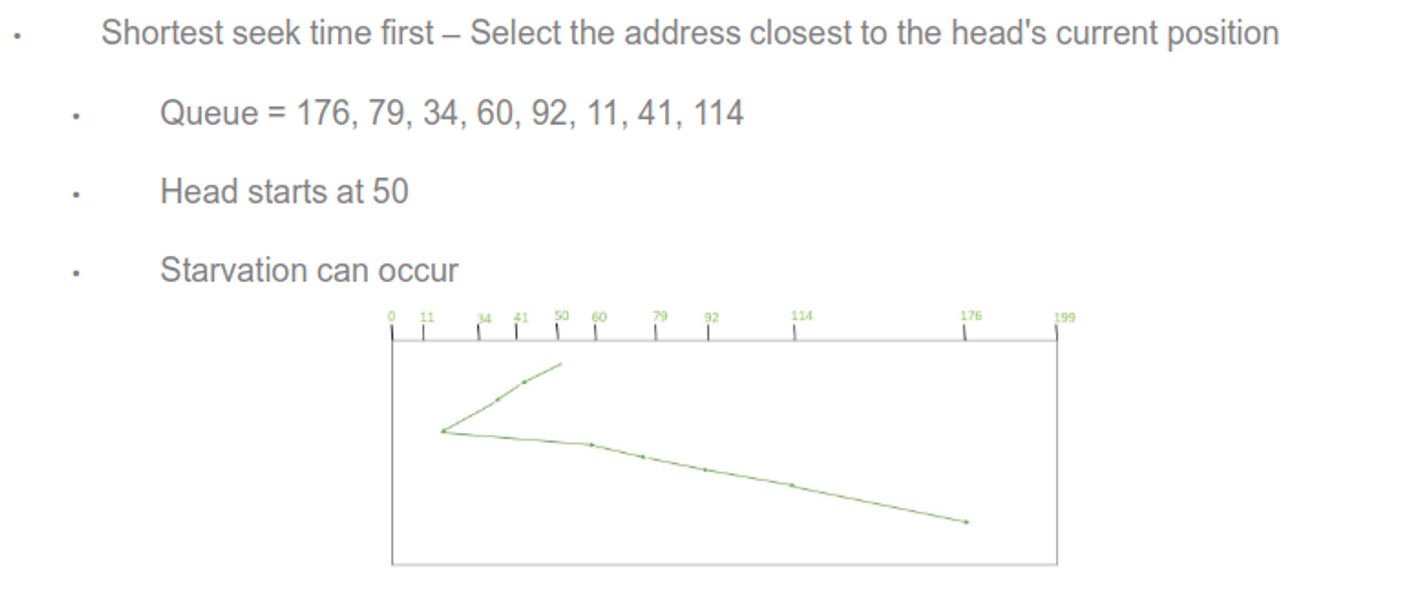 • Shortest seek time first – Select the address closest to the head's current position
• Queue = 176, 79, 34, 60, 92, 11, 41, 114
• Head starts at 50
• Starvation can occur
0 11 34 41 50 60 79 92 114 176 199